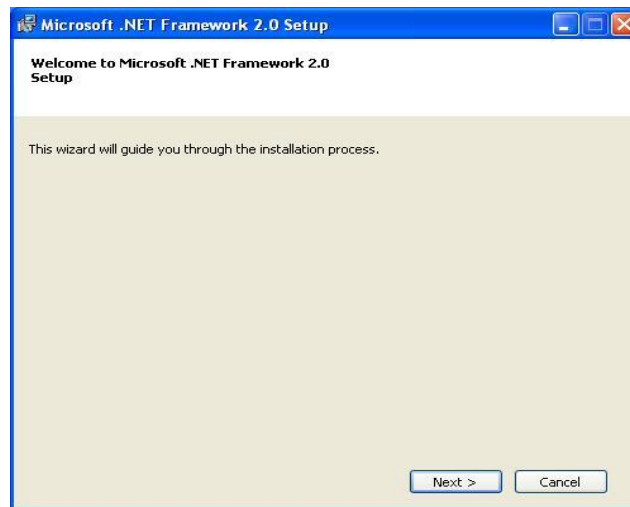 Microsoft .NET Framework 2.0 Setup
Welcome to Microsoft .NET Framework 2.0
Setup
This wizard will guide you through the installation process.
Next >
Cancel